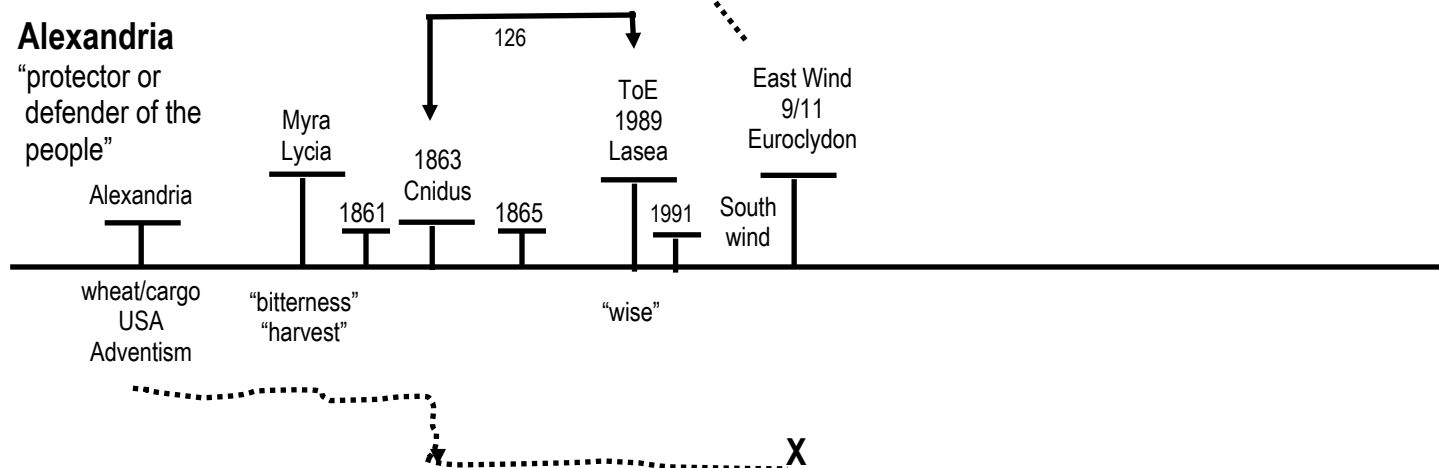 Alexandria
“protector or
defender of the
people”
126
Alexandria
Myra
Lycia
1861
1863
Cnidus
1865
ToE
1989
Lasea
1991
South
wind
East Wind
9/11
Euroclydon
wheat/cargo
USA
Adventism
“bitterness”
“harvest”
“wise”
X